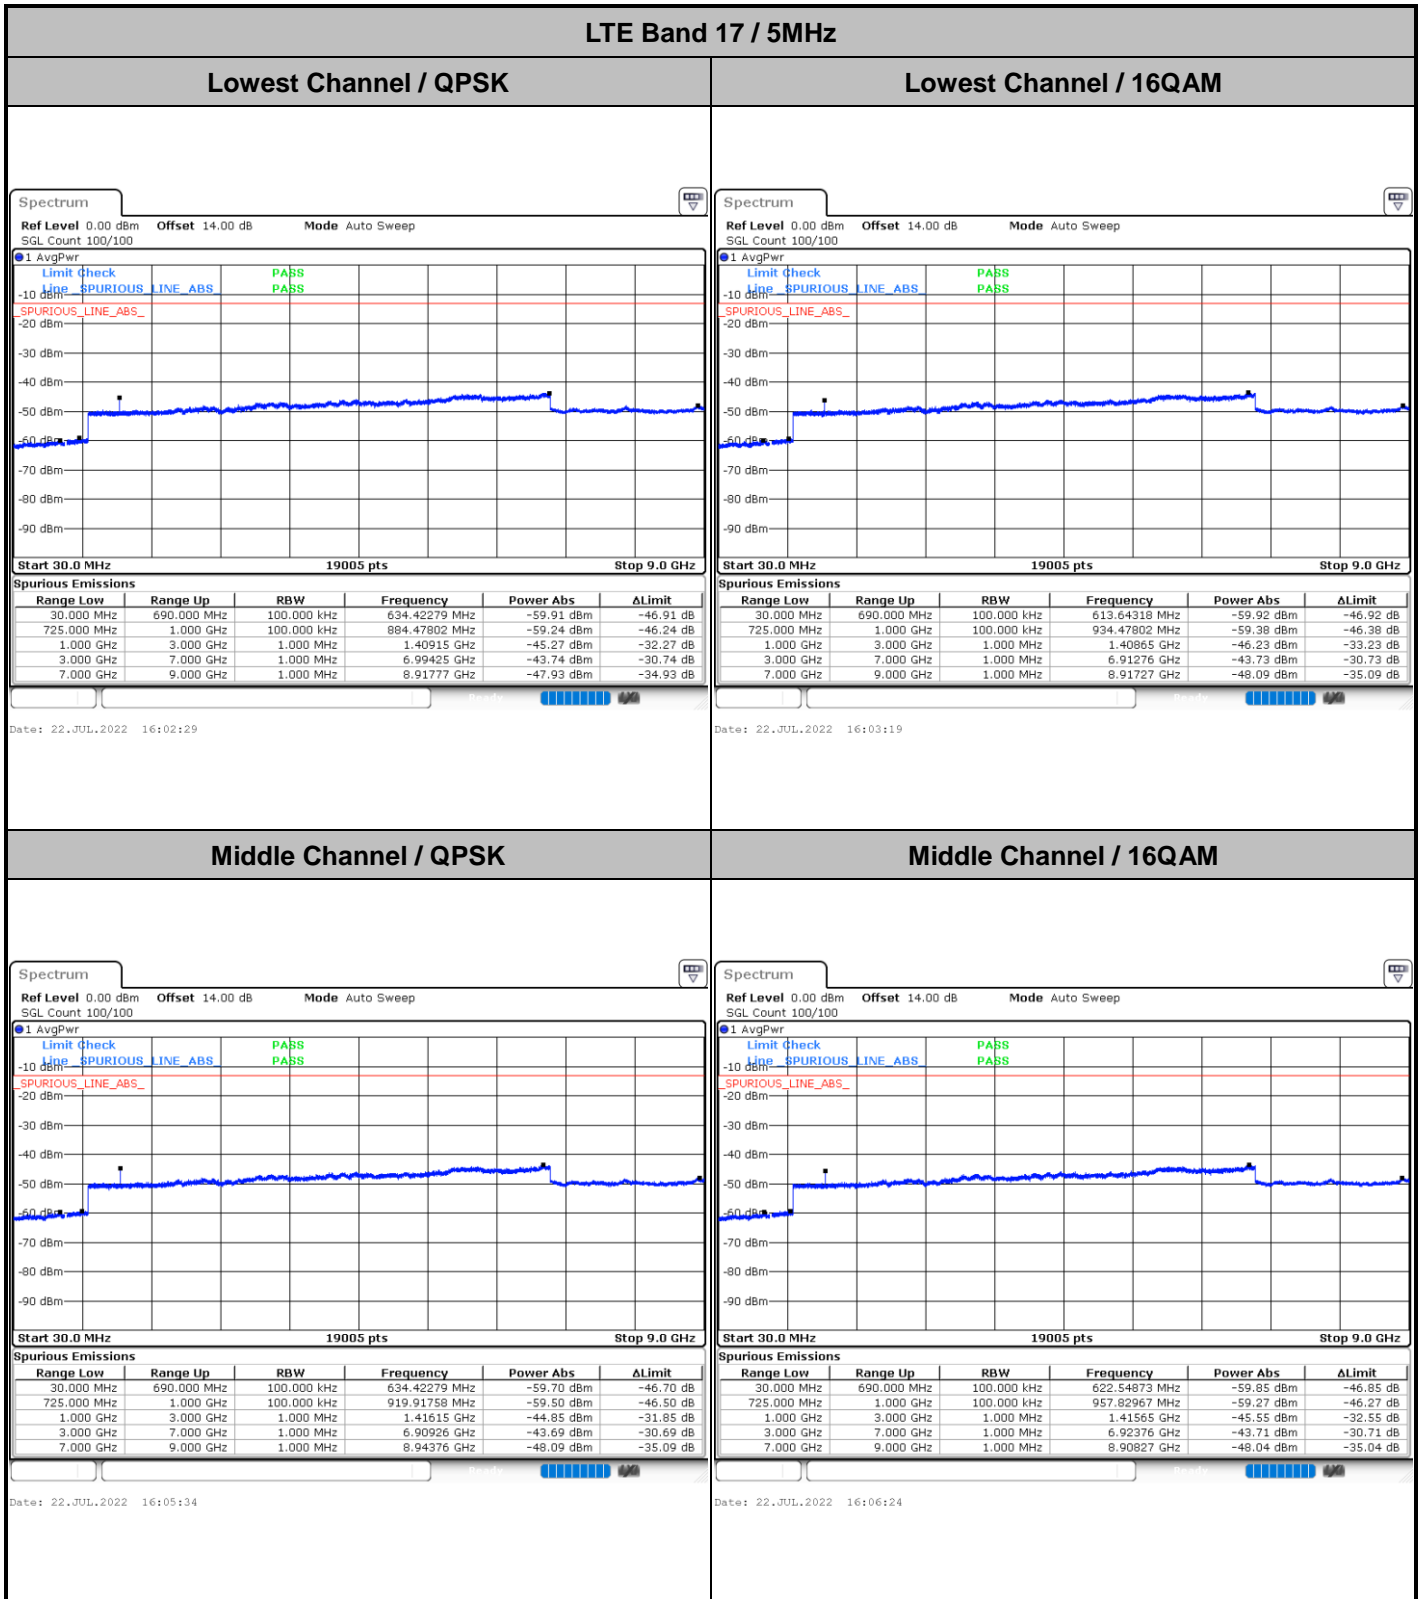 LTE Band 17 / 5MHz
Lowest Channel / QPSK
Lowest Channel / 16QAM
Spectrum
Ref Level 0.00 dBm Offset 14.00 dB Mode Auto Sweep
SGL Count 100/100
1 AvgPwr
Limit Check PASS
Line _SPURIOUS_LINE_ABS_ PASS
-10 dBm
_SPURIOUS_LINE_ABS_
-20 dBm
-30 dBm
-40 dBm
-50 dBm
-60 dBm
-70 dBm
-80 dBm
-90 dBm
Start 30.0 MHz 19005 pts Stop 9.0 GHz
Spurious Emissions
Range Low Range Up RBW Frequency Power Abs ΔLimit
30.000 MHz 690.000 MHz 100.000 kHz 634.42279 MHz -59.91 dBm -46.91 dB
725.000 MHz 1.000 GHz 100.000 kHz 884.47802 MHz -59.24 dBm -46.24 dB
1.000 GHz 3.000 GHz 1.000 MHz 1.40915 GHz -45.27 dBm -32.27 dB
3.000 GHz 7.000 GHz 1.000 MHz 6.99425 GHz -43.74 dBm -30.74 dB
7.000 GHz 9.000 GHz 1.000 MHz 8.91777 GHz -47.93 dBm -34.93 dB
Date: 22.JUL.2022 16:02:29
Spectrum
Ref Level 0.00 dBm Offset 14.00 dB Mode Auto Sweep
SGL Count 100/100
1 AvgPwr
Limit Check PASS
Line _SPURIOUS_LINE_ABS_ PASS
-10 dBm
_SPURIOUS_LINE_ABS_
-20 dBm
-30 dBm
-40 dBm
-50 dBm
-60 dBm
-70 dBm
-80 dBm
-90 dBm
Start 30.0 MHz 19005 pts Stop 9.0 GHz
Spurious Emissions
Range Low Range Up RBW Frequency Power Abs ΔLimit
30.000 MHz 690.000 MHz 100.000 kHz 613.64318 MHz -59.92 dBm -46.92 dB
725.000 MHz 1.000 GHz 100.000 kHz 934.47802 MHz -59.38 dBm -46.38 dB
1.000 GHz 3.000 GHz 1.000 MHz 1.40865 GHz -46.23 dBm -33.23 dB
3.000 GHz 7.000 GHz 1.000 MHz 6.91276 GHz -43.73 dBm -30.73 dB
7.000 GHz 9.000 GHz 1.000 MHz 8.91727 GHz -48.09 dBm -35.09 dB
Date: 22.JUL.2022 16:03:19
Middle Channel / QPSK
Middle Channel / 16QAM
Spectrum
Ref Level 0.00 dBm Offset 14.00 dB Mode Auto Sweep
SGL Count 100/100
1 AvgPwr
Limit Check PASS
Line _SPURIOUS_LINE_ABS_ PASS
-10 dBm
_SPURIOUS_LINE_ABS_
-20 dBm
-30 dBm
-40 dBm
-50 dBm
-60 dBm
-70 dBm
-80 dBm
-90 dBm
Start 30.0 MHz 19005 pts Stop 9.0 GHz
Spurious Emissions
Range Low Range Up RBW Frequency Power Abs ΔLimit
30.000 MHz 690.000 MHz 100.000 kHz 634.42279 MHz -59.70 dBm -46.70 dB
725.000 MHz 1.000 GHz 100.000 kHz 919.91758 MHz -59.50 dBm -46.50 dB
1.000 GHz 3.000 GHz 1.000 MHz 1.41615 GHz -44.85 dBm -31.85 dB
3.000 GHz 7.000 GHz 1.000 MHz 6.90926 GHz -43.69 dBm -30.69 dB
7.000 GHz 9.000 GHz 1.000 MHz 8.94376 GHz -48.09 dBm -35.09 dB
Date: 22.JUL.2022 16:05:34
Spectrum
Ref Level 0.00 dBm Offset 14.00 dB Mode Auto Sweep
SGL Count 100/100
1 AvgPwr
Limit Check PASS
Line _SPURIOUS_LINE_ABS_ PASS
-10 dBm
_SPURIOUS_LINE_ABS_
-20 dBm
-30 dBm
-40 dBm
-50 dBm
-60 dBm
-70 dBm
-80 dBm
-90 dBm
Start 30.0 MHz 19005 pts Stop 9.0 GHz
Spurious Emissions
Range Low Range Up RBW Frequency Power Abs ΔLimit
30.000 MHz 690.000 MHz 100.000 kHz 622.54873 MHz -59.85 dBm -46.85 dB
725.000 MHz 1.000 GHz 100.000 kHz 957.82967 MHz -59.27 dBm -46.27 dB
1.000 GHz 3.000 GHz 1.000 MHz 1.41565 GHz -45.55 dBm -32.55 dB
3.000 GHz 7.000 GHz 1.000 MHz 6.92376 GHz -43.71 dBm -30.71 dB
7.000 GHz 9.000 GHz 1.000 MHz 8.90827 GHz -48.04 dBm -35.04 dB
Date: 22.JUL.2022 16:06:24